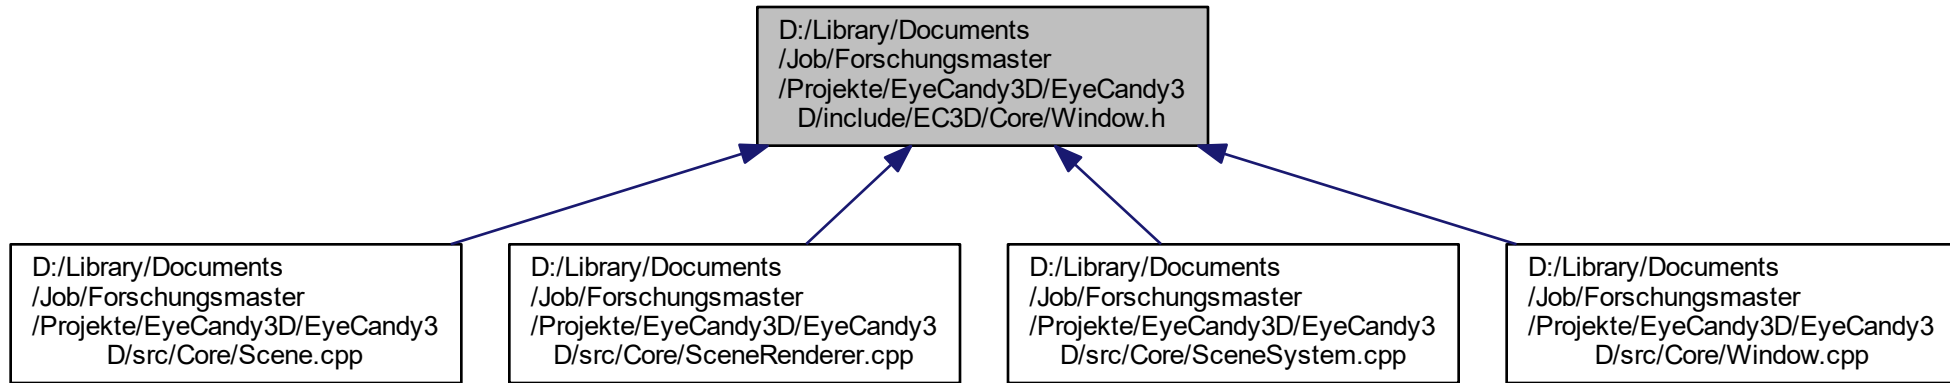 D:/Library/Documents
/Job/Forschungsmaster
/Projekte/EyeCandy3D/EyeCandy3
D/include/EC3D/Core/Window.h
D:/Library/Documents
/Job/Forschungsmaster
/Projekte/EyeCandy3D/EyeCandy3
D/src/Core/Scene.cpp
D:/Library/Documents
/Job/Forschungsmaster
/Projekte/EyeCandy3D/EyeCandy3
D/src/Core/SceneRenderer.cpp
D:/Library/Documents
/Job/Forschungsmaster
/Projekte/EyeCandy3D/EyeCandy3
D/src/Core/SceneSystem.cpp
D:/Library/Documents
/Job/Forschungsmaster
/Projekte/EyeCandy3D/EyeCandy3
D/src/Core/Window.cpp